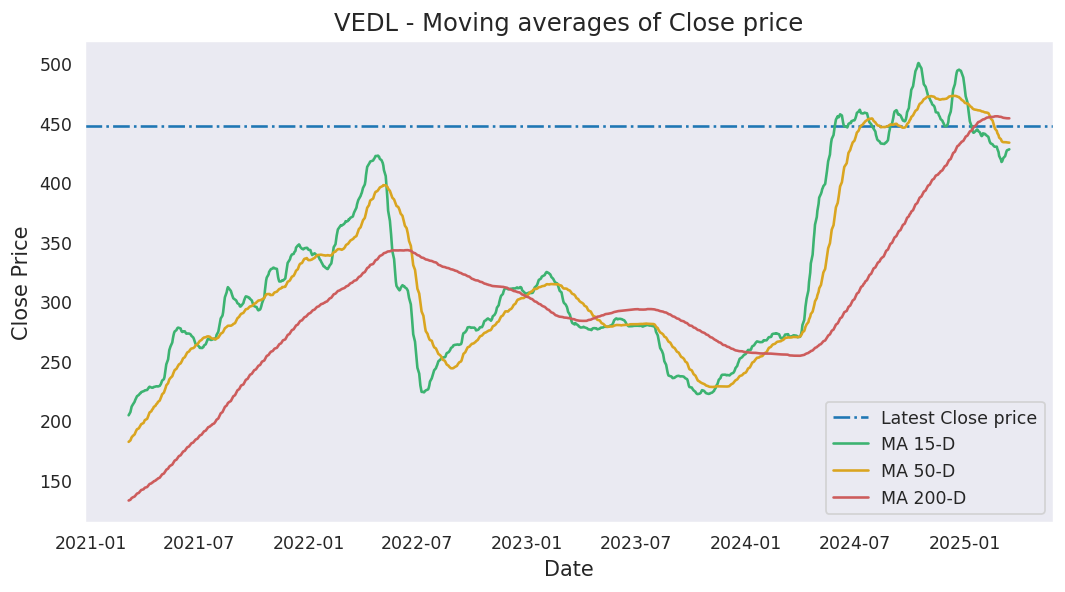 VEDL - Moving averages of Close price
Close Price
500
450
400
350
300
250
200
150
Latest Close price
MA 15-D
MA 50-D
MA 200-D
2021-01 2021-07 2022-01 2022-07 2023-01 2023-07 2024-01 2024-07 2025-01
Date